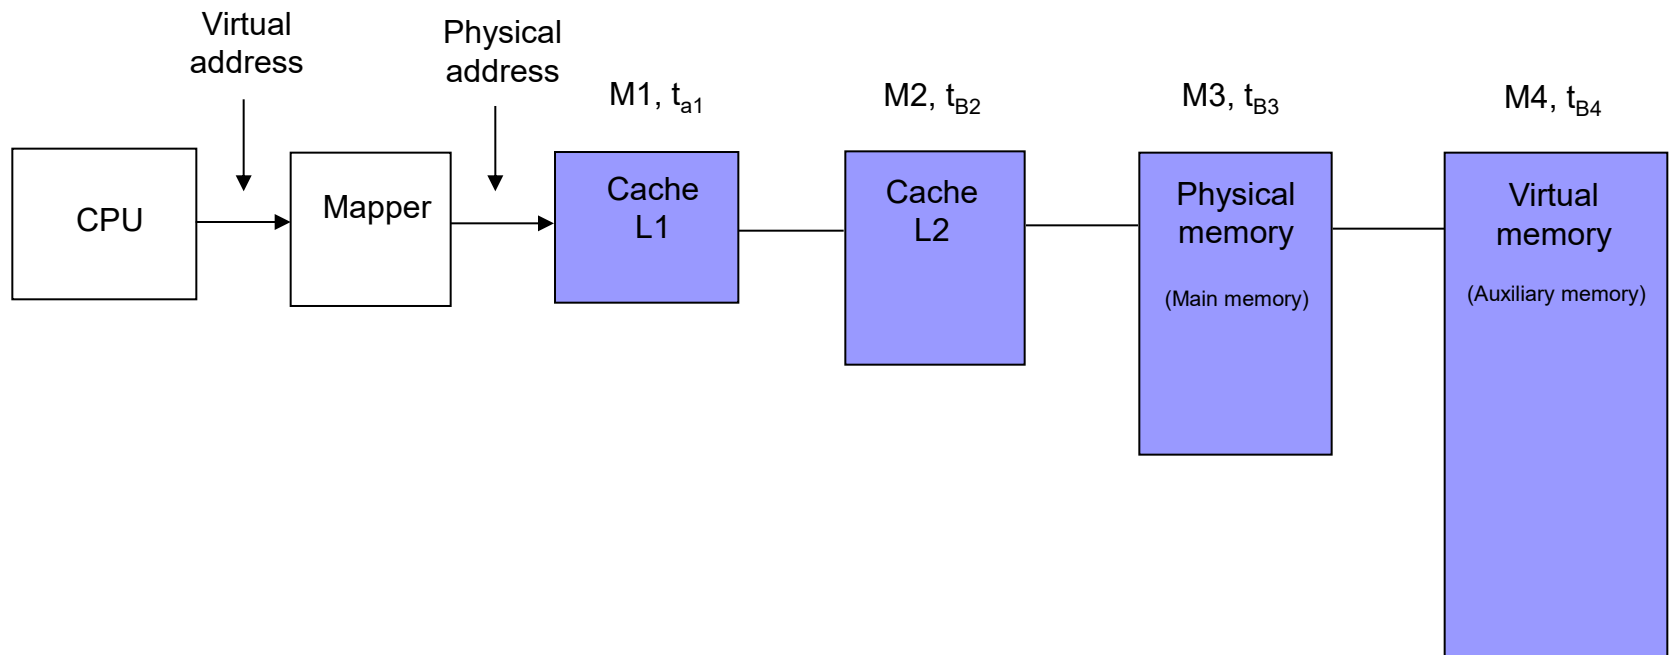 Virtual
address
Physical
address
M1, ta1
M2, tB2
M3, tB3
M4, tB4
CPU
Mapper
Cache
L1
Cache
L2
Physical
memory
(Main memory)
Virtual
memory
(Auxiliary memory)